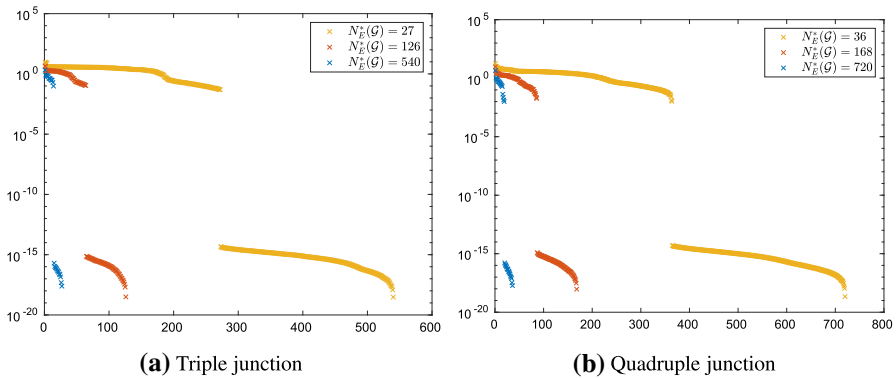 10^5
10^0
10^-5
10^-10
10^-15
10^-20
0 100 200 300 400 500 600
N_E^*(𝒢) = 27
N_E^*(𝒢) = 126
N_E^*(𝒢) = 540
(a) Triple junction
10^5
10^0
10^-5
10^-10
10^-15
10^-20
0 100 200 300 400 500 600 700 800
N_E^*(𝒢) = 36
N_E^*(𝒢) = 168
N_E^*(𝒢) = 720
(b) Quadruple junction